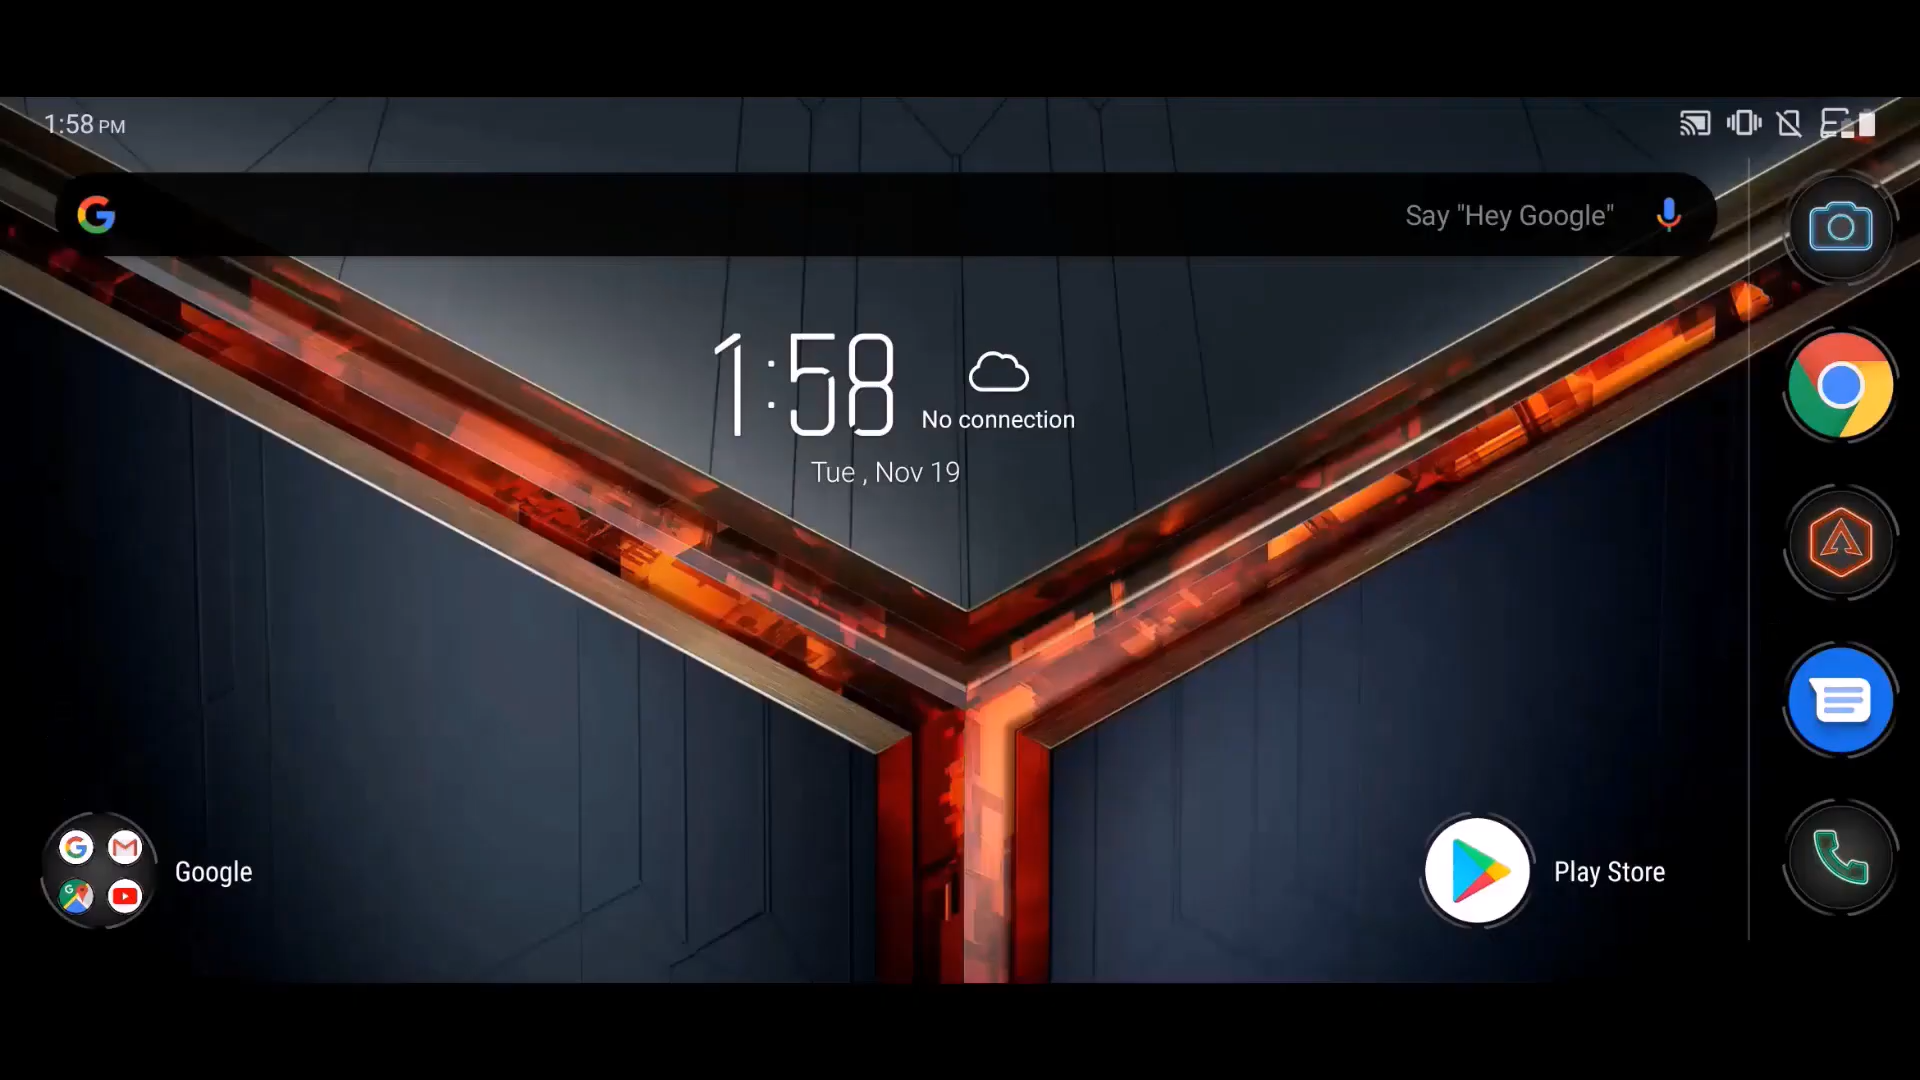 1:58 PM
Say "Hey Google"
1:58
No connection
Tue , Nov 19
Google
Play Store